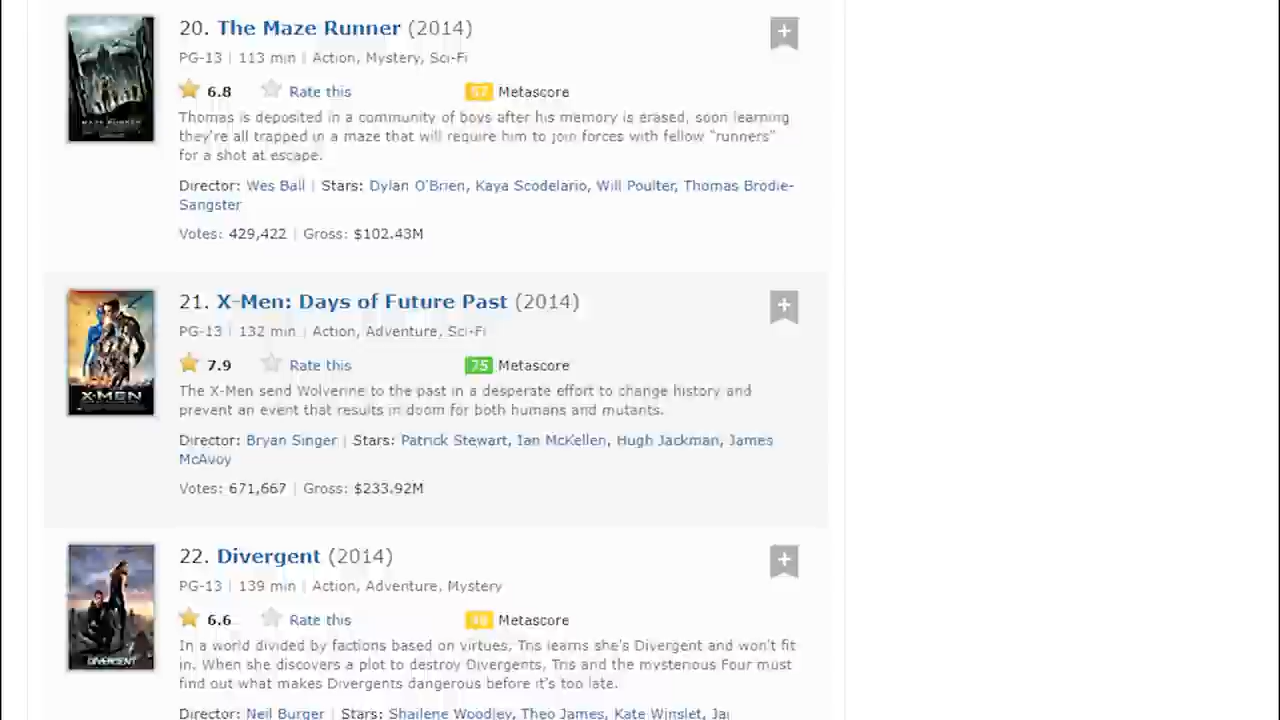 20. The Maze Runner (2014)
PG-13 | 113 min | Action, Mystery, Sci-Fi
6.8 Rate this 57 Metascore
Thomas is deposited in a community of boys after his memory is erased, soon learning
they're all trapped in a maze that will require him to join forces with fellow "runners"
for a shot at escape.
Director: Wes Ball | Stars: Dylan O'Brien, Kaya Scodelario, Will Poulter, Thomas Brodie-
Sangster
Votes: 429,422 | Gross: $102.43M
21. X-Men: Days of Future Past (2014)
PG-13 | 132 min | Action, Adventure, Sci-Fi
7.9 Rate this 75 Metascore
The X-Men send Wolverine to the past in a desperate effort to change history and
prevent an event that results in doom for both humans and mutants.
X-MEN
Director: Bryan Singer | Stars: Patrick Stewart, Ian McKellen, Hugh Jackman, James
McAvoy
Votes: 671,667 | Gross: $233.92M
22. Divergent (2014)
PG-13 | 139 min | Action, Adventure, Mystery
6.6 Rate this Metascore
In a world divided by factions based on virtues, Tris learns she's Divergent and won't fit
in. When she discovers a plot to destroy Divergents, Tris and the mysterious Four must
find out what makes Divergents dangerous before it's too late.
DIVERGENT
Director: Neil Burger | Stars: Shailene Woodley, Theo James, Kate Winslet, Jai